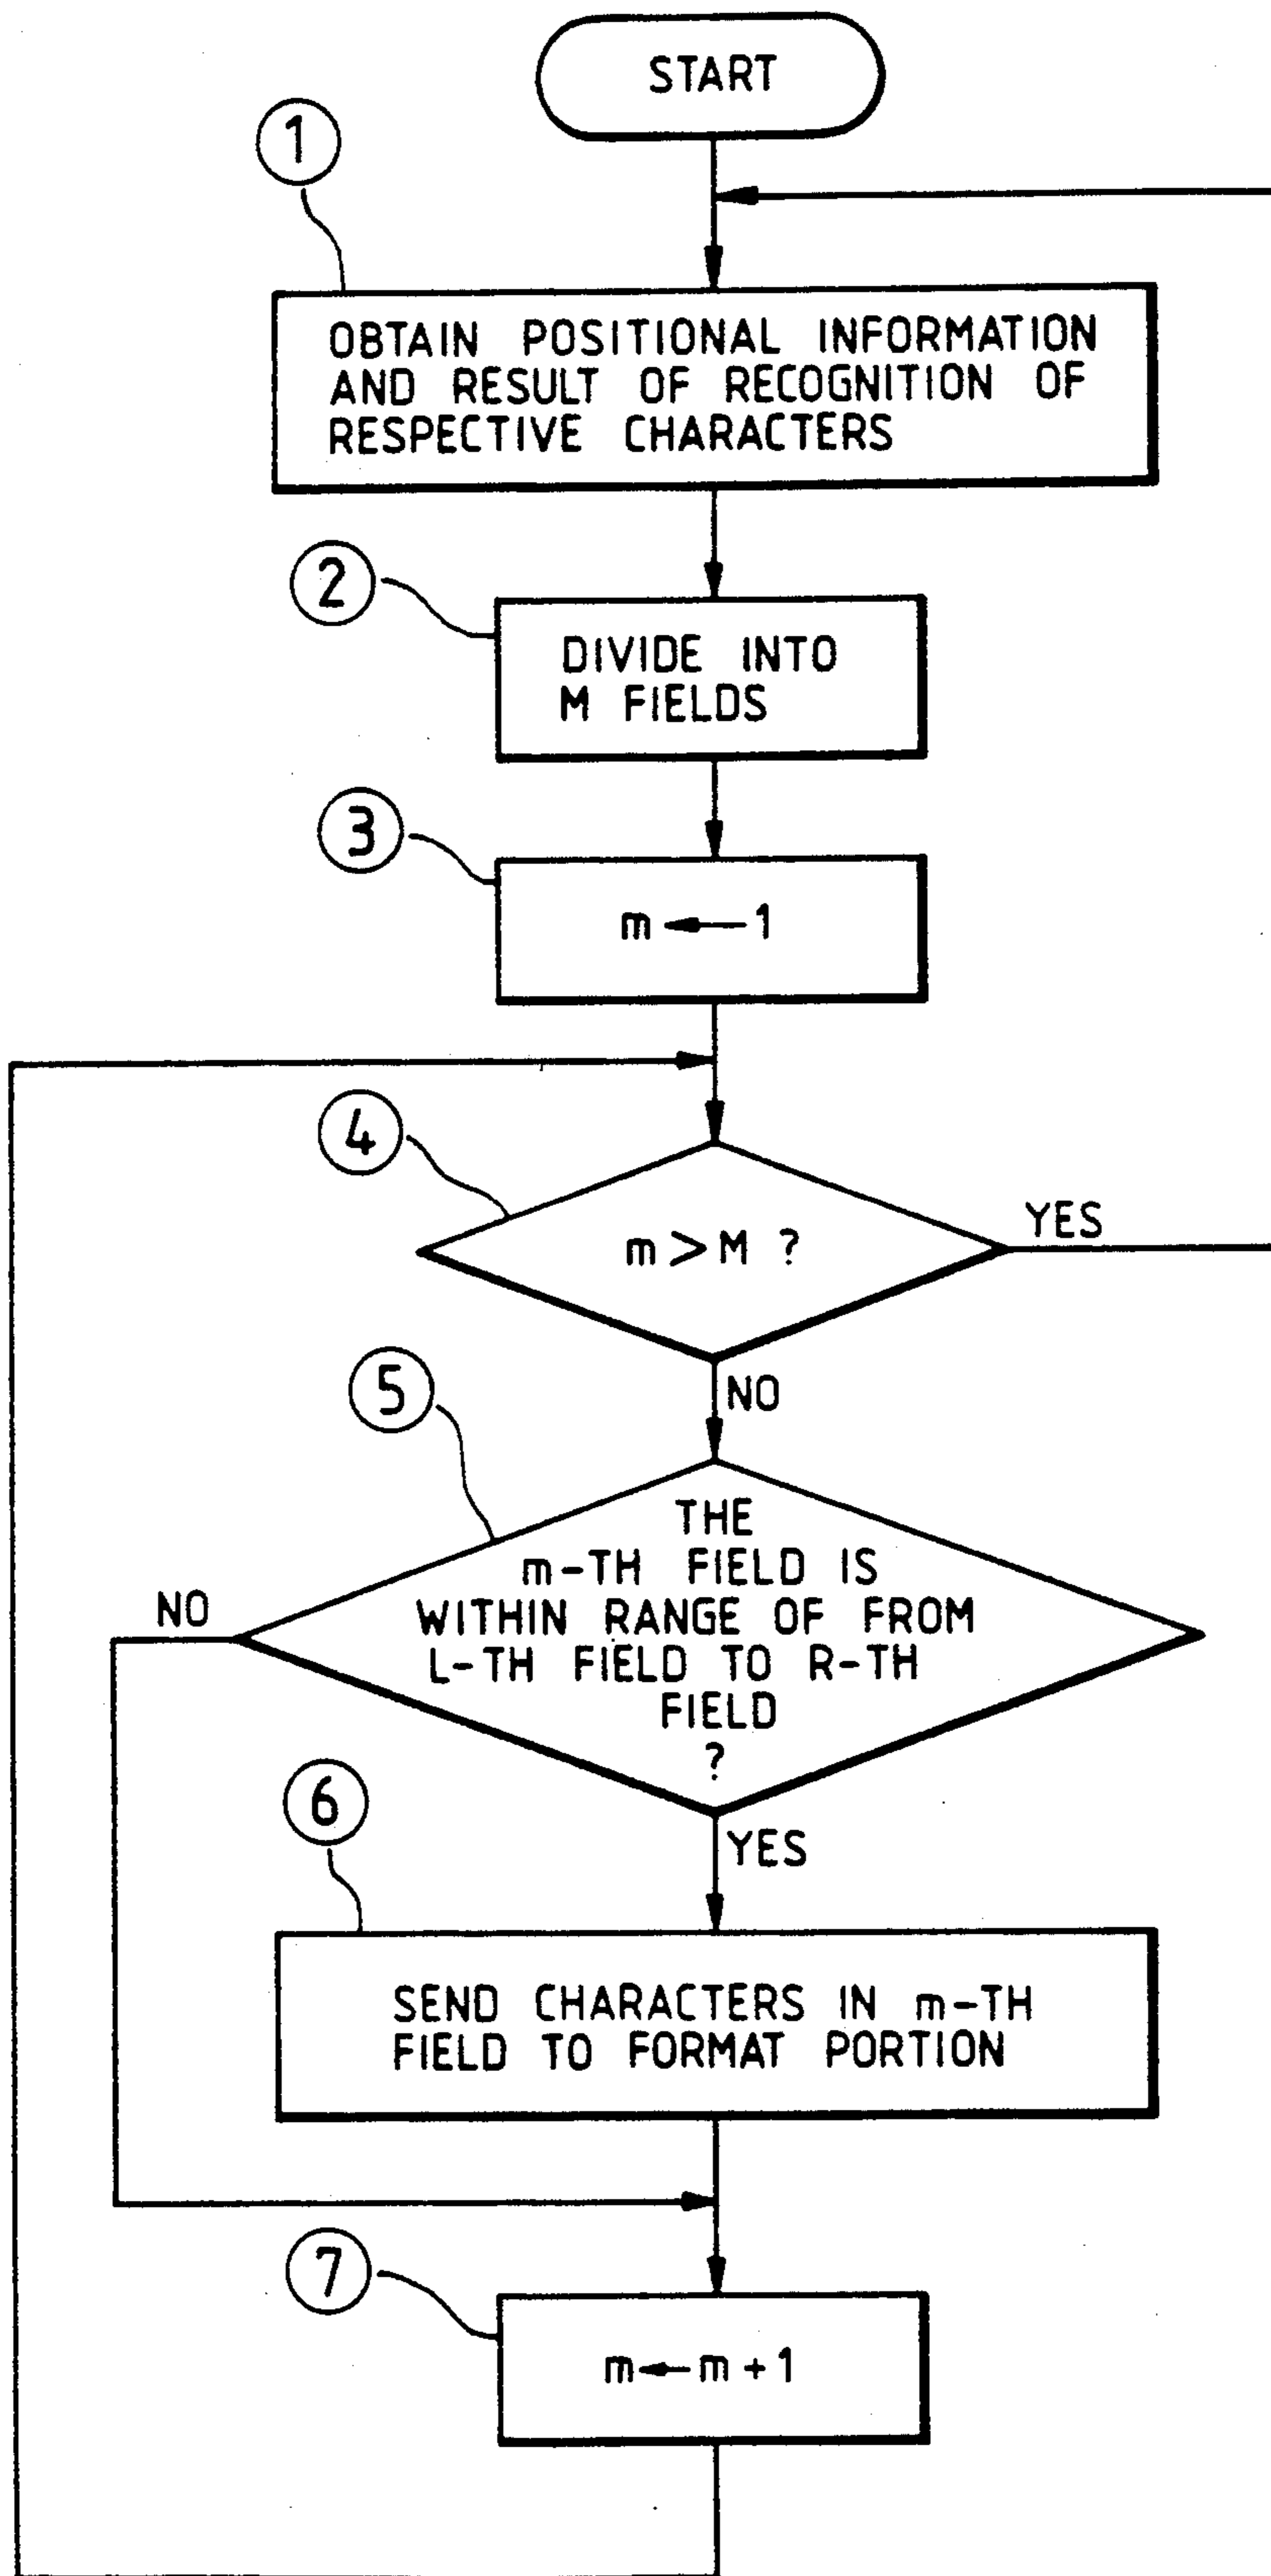 START
1
OBTAIN POSITIONAL INFORMATION
AND RESULT OF RECOGNITION OF
RESPECTIVE CHARACTERS
2
DIVIDE INTO
M FIELDS
3
m ← 1
4
m > M ?
YES
NO
5
THE
m-TH FIELD IS
WITHIN RANGE OF FROM
L-TH FIELD TO R-TH
FIELD
?
NO
YES
6
SEND CHARACTERS IN m-TH
FIELD TO FORMAT PORTION
7
m ← m + 1